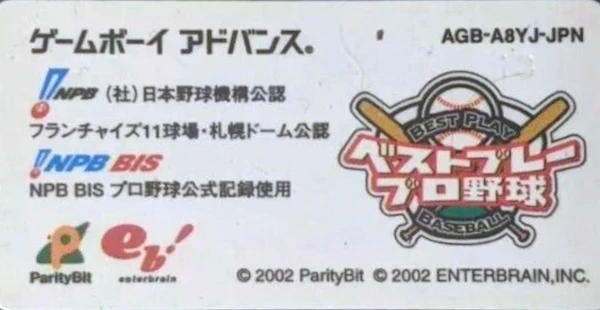 ゲームボーイ アドバンス®
AGB-A8YJ-JPN
NPB (社)日本野球機構公認
フランチャイズ11球場・札幌ドーム公認
NPB BIS
NPB BIS プロ野球公式記録使用
BEST PLAY
ベストプレー
プロ野球
BASEBALL
ParityBit
eb!
enterbrain
© 2002 ParityBit © 2002 ENTERBRAIN,INC.